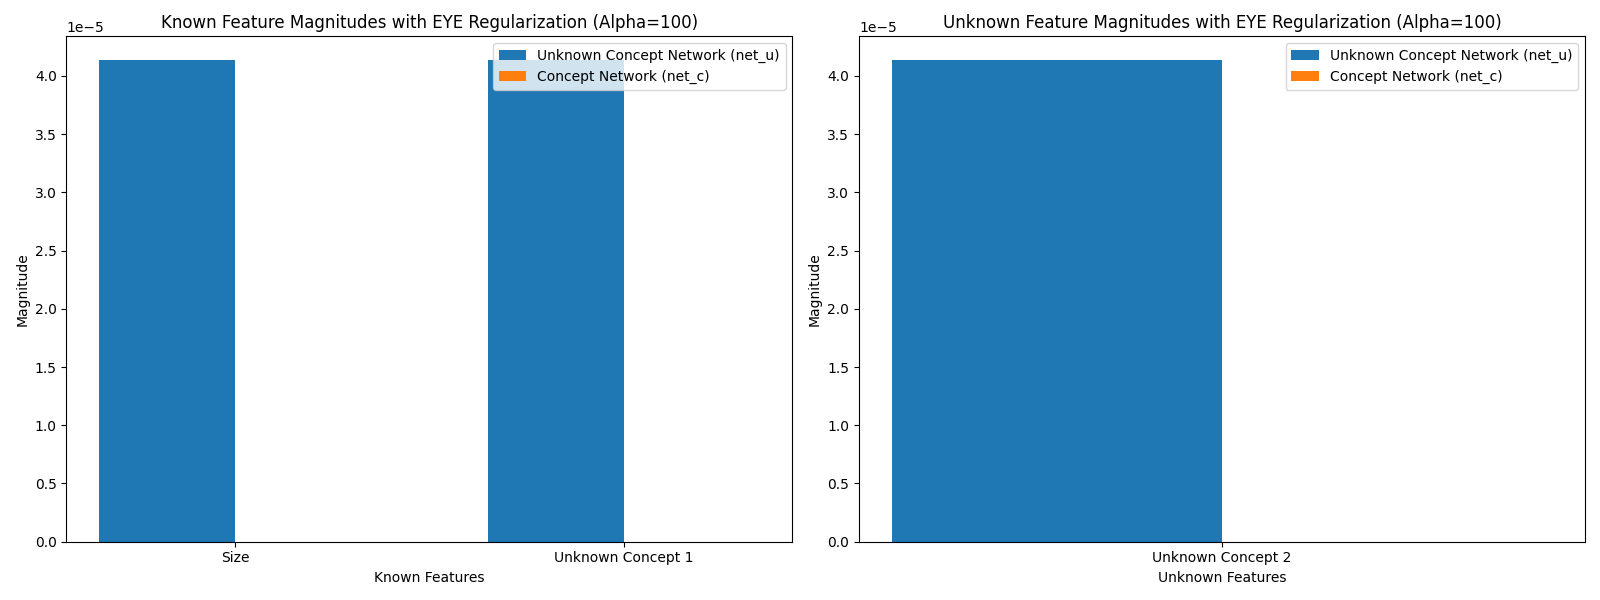 Known Feature Magnitudes with EYE Regularization (Alpha=100)
1e−5
Unknown Concept Network (net_u)
Concept Network (net_c)
4.0
3.5
3.0
2.5
2.0
1.5
1.0
0.5
0.0
Magnitude
Size
Unknown Concept 1
Known Features
Unknown Feature Magnitudes with EYE Regularization (Alpha=100)
1e−5
Unknown Concept Network (net_u)
Concept Network (net_c)
4.0
3.5
3.0
2.5
2.0
1.5
1.0
0.5
0.0
Magnitude
Unknown Concept 2
Unknown Features